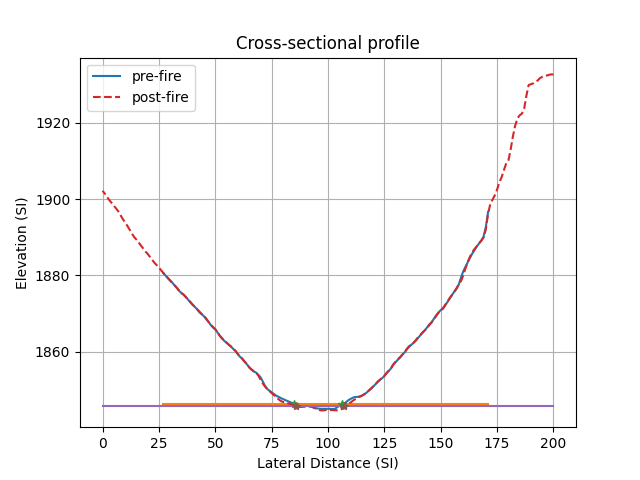 Cross-sectional profile
pre-fire
post-fire
1920
1900
1880
1860
Elevation (SI)
0 25 50 75 100 125 150 175 200
Lateral Distance (SI)